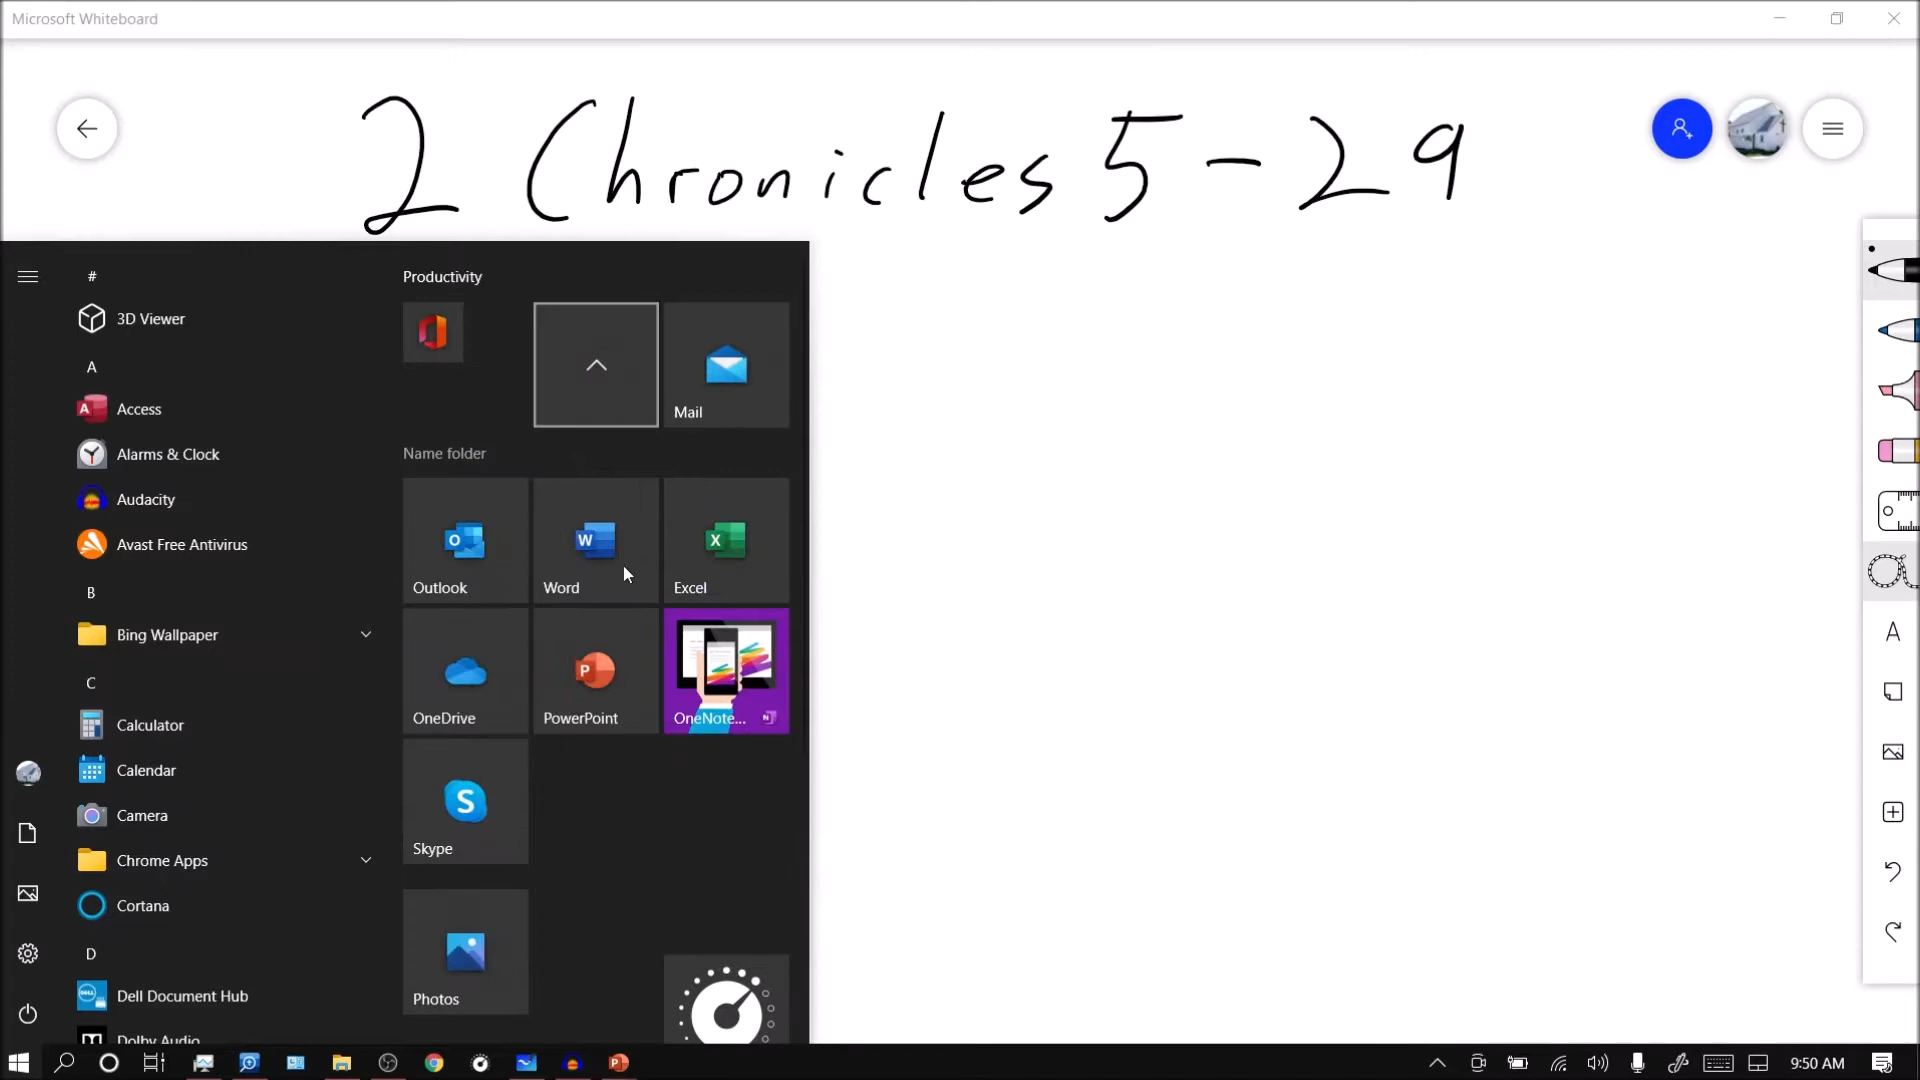 Microsoft Whiteboard
2 Chronicles 5-29
#
3D Viewer
A
Access
Alarms & Clock
Audacity
Avast Free Antivirus
B
Bing Wallpaper
C
Calculator
Calendar
Camera
Chrome Apps
Cortana
D
Dell Document Hub
Dolby Audio
Productivity
Mail
Name folder
Outlook
Word
Excel
OneDrive
PowerPoint
OneNote...
Skype
Photos
A
9:50 AM